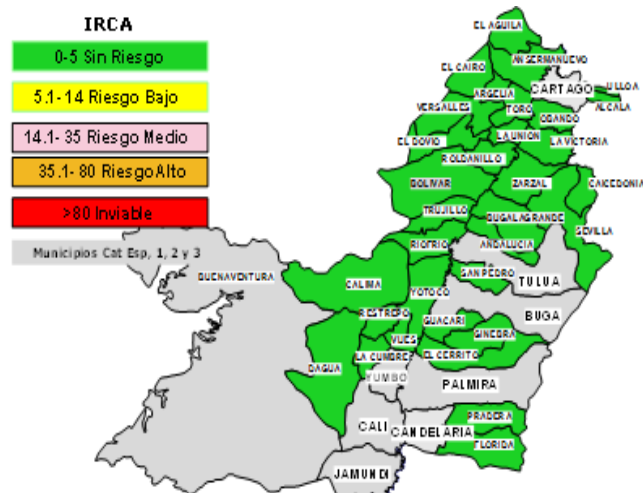 IRCA
0-5 Sin Riesgo
5.1- 14 Riesgo Bajo
14.1- 35 Riesgo Medio
35.1- 80 RiesgoAlto
>80 Inviable
Municipios Cat Esp, 1, 2 y 3
EL AGUILA
ANSERMANUEVO
EL CAIRO
CARTAGO
ULLOA
ARGELIA
ALCALA
VERSALLES
TORO
OBANDO
EL DOVIO
LA UNION
LA VICTORIA
ROLDANILLO
BOLIVAR
ZARZAL
CAICEDONIA
TRUJILLO
BUGALAGRANDE
SEVILLA
RIOFRIO
ANDALUCIA
BUENAVENTURA
CALIMA
SAN PEDRO
TULUA
YOTOCO
BUGA
RESTREPO
GUACARI
GINEBRA
VIJES
LA CUMBRE
EL CERRITO
DAGUA
YUMBO
PALMIRA
PRADERA
CALI
CANDELARIA
FLORIDA
JAMUNDI